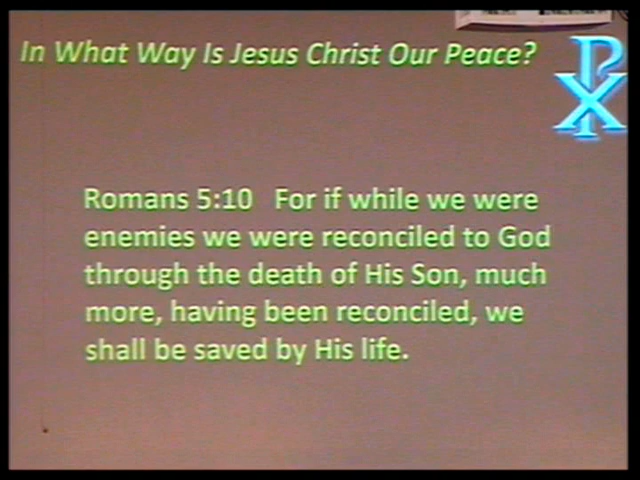 In What Way Is Jesus Christ Our Peace?
Romans 5:10 For if while we were
enemies we were reconciled to God
through the death of His Son, much
more, having been reconciled, we
shall be saved by His life.